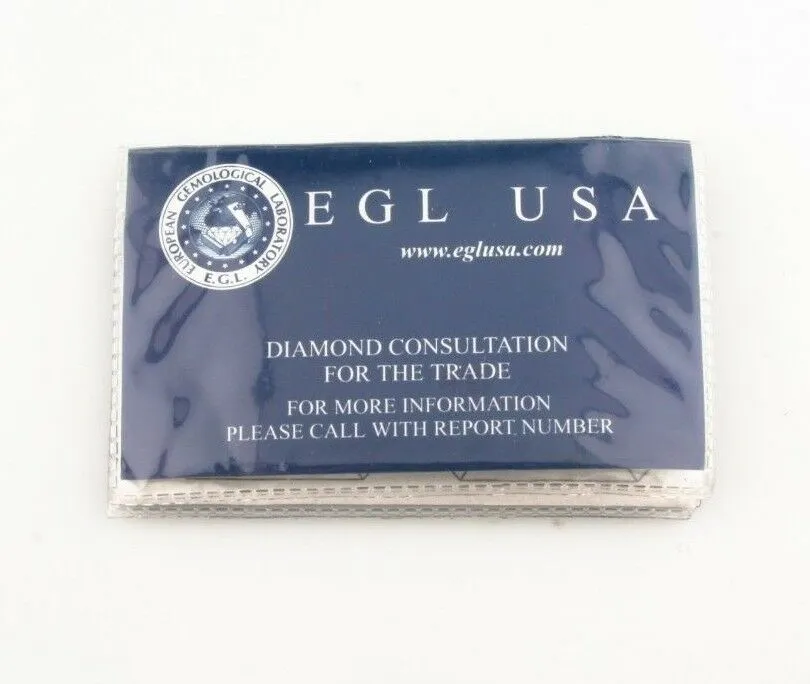 EUROPEAN GEMOLOGICAL LABORATORY
E.G.L.
EGL USA
www.eglusa.com
DIAMOND CONSULTATION
FOR THE TRADE
FOR MORE INFORMATION
PLEASE CALL WITH REPORT NUMBER